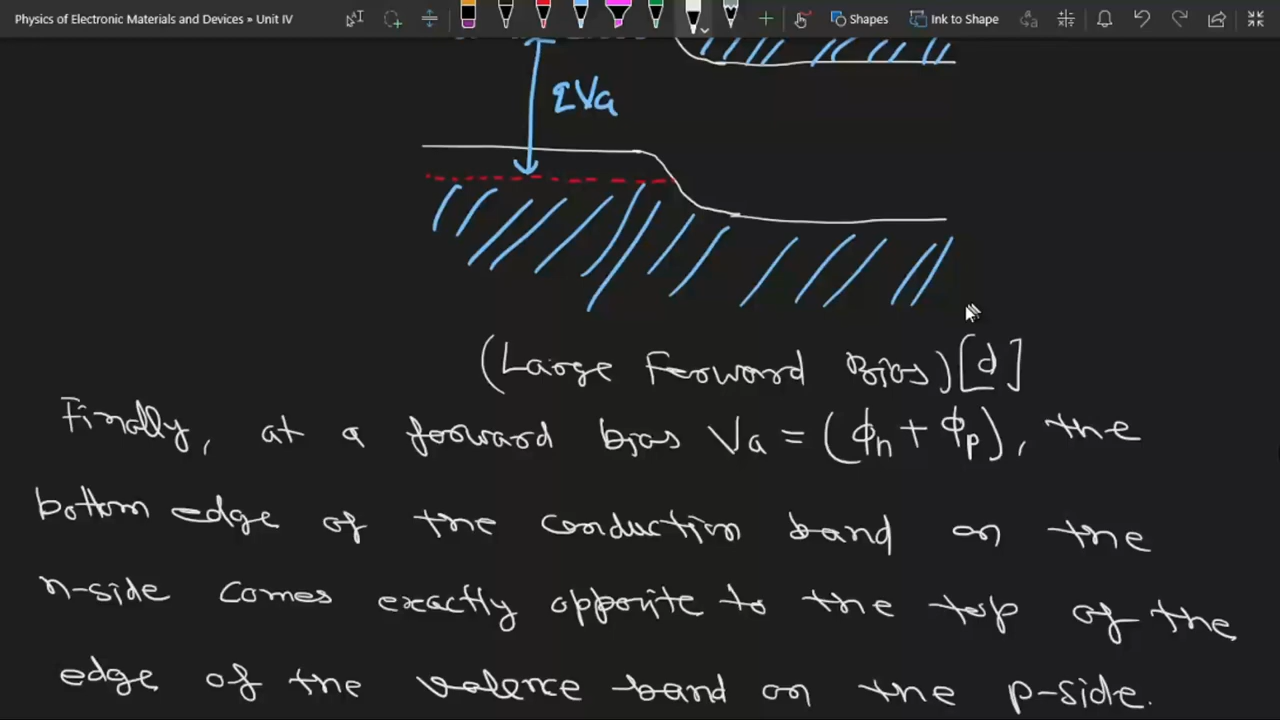 Physics of Electronic Materials and Devices » Unit IV
Shapes
Ink to Shape
qVa
(Large Forward Bias) [d]
Finally, at a forward bias Va = (ϕn + ϕp), the
bottom edge of the conduction band on the
n-side comes exactly opposite to the top of the
edge of the valence band on the p-side.